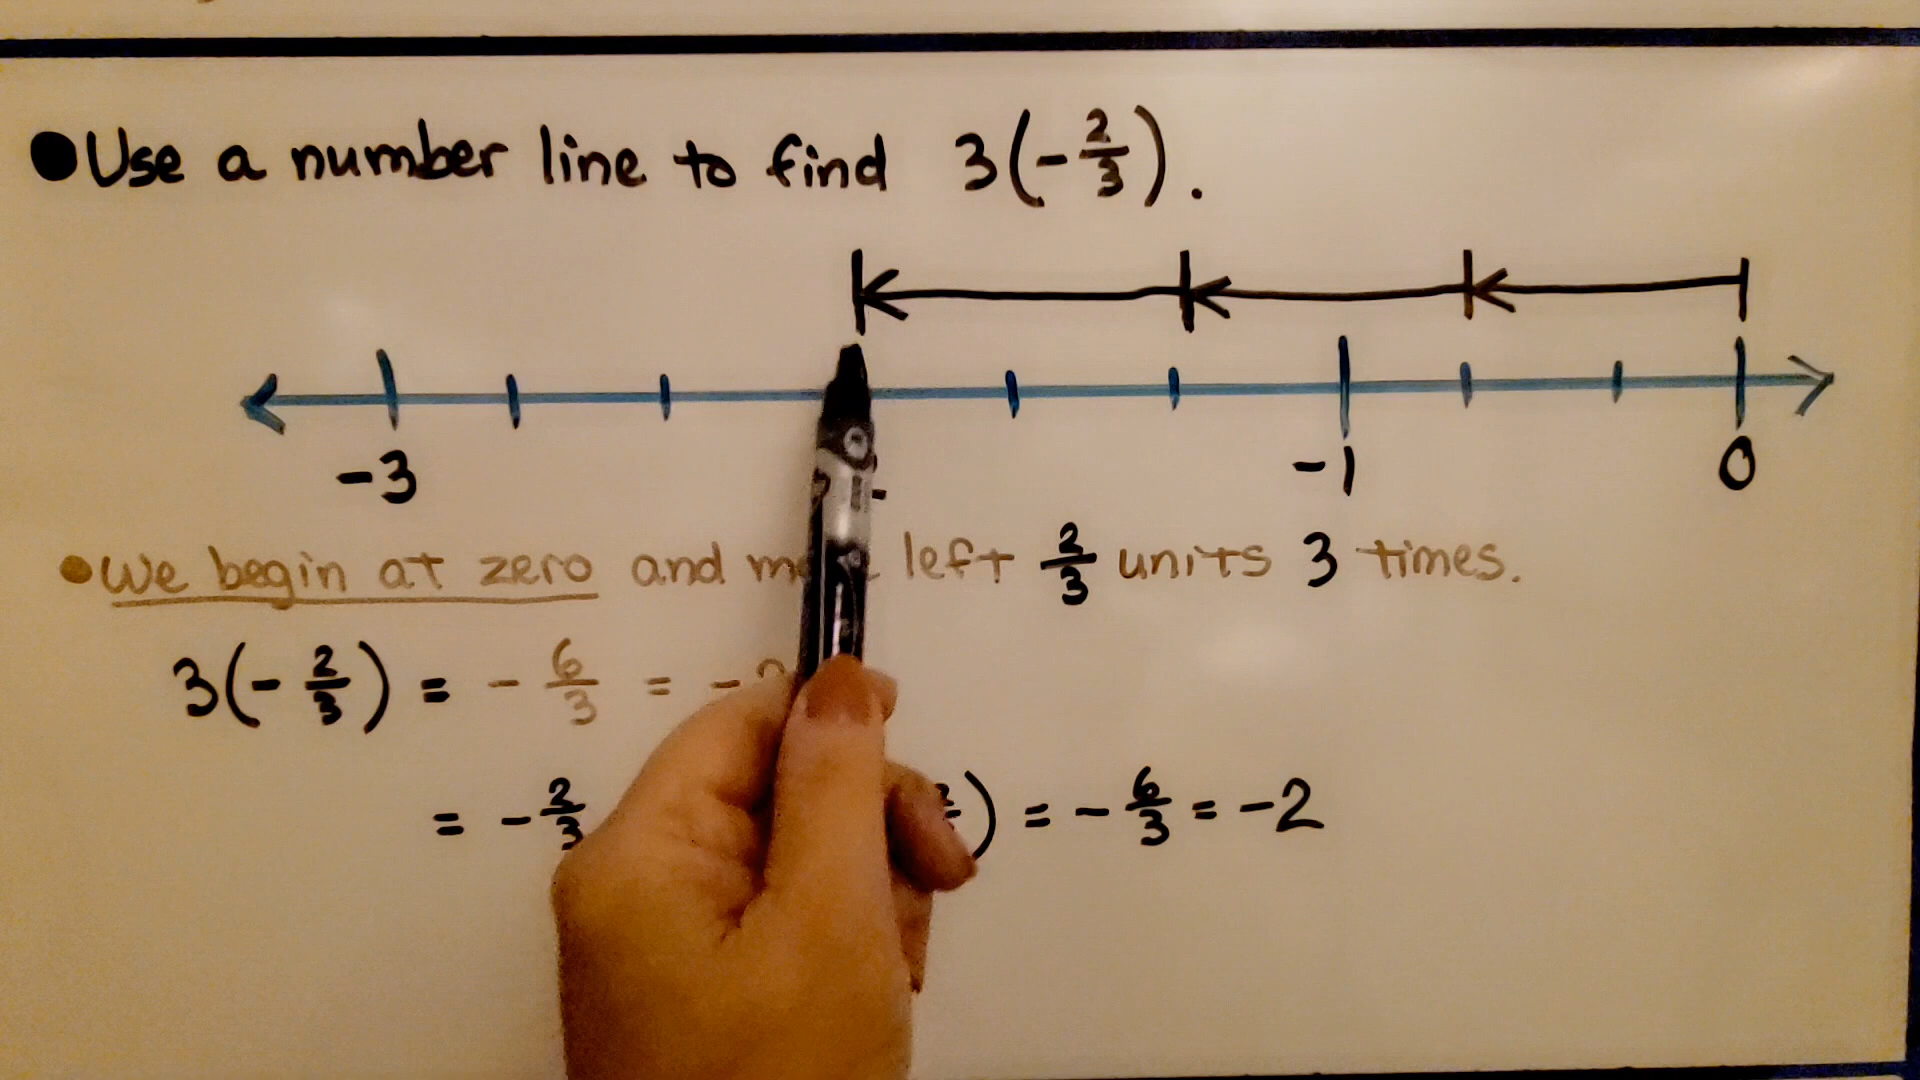 ●Use a number line to find 3(-2/3).
-3 -1 0
●We begin at zero and left 2/3 units 3 times.
3(-2/3) = -6/3 = -
= -2/3 ) = -6/3 = -2